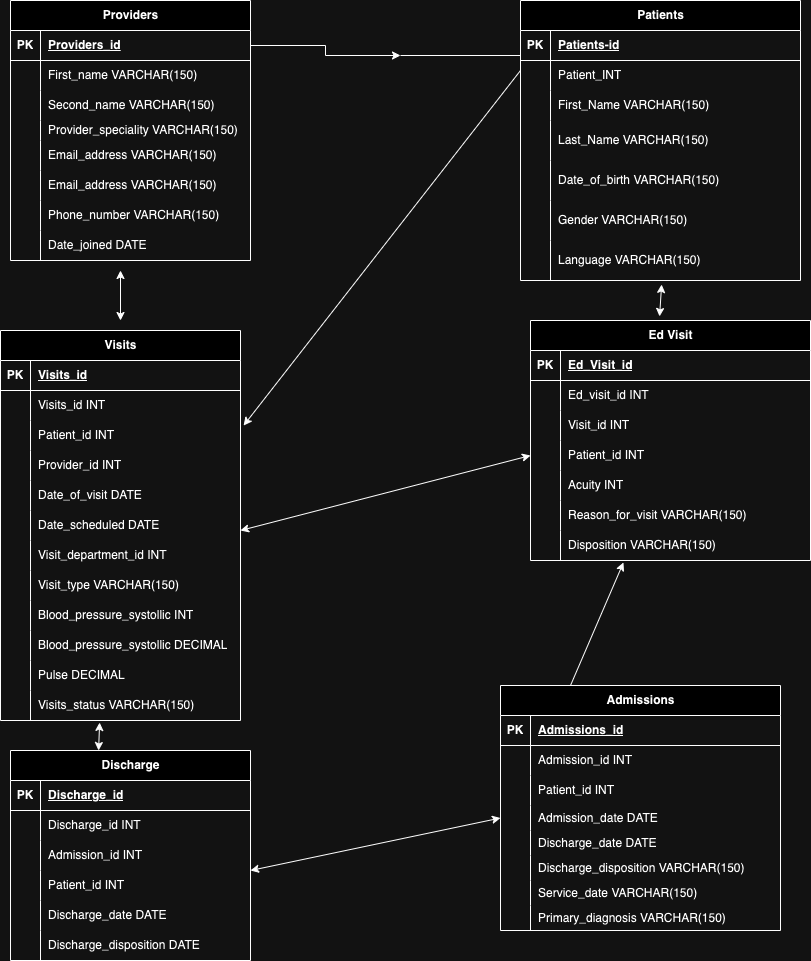 Providers
PK Providers_id
First_name VARCHAR(150)
Second_name VARCHAR(150)
Provider_speciality VARCHAR(150)
Email_address VARCHAR(150)
Email_address VARCHAR(150)
Phone_number VARCHAR(150)
Date_joined DATE
Patients
PK Patients-id
Patient_INT
First_Name VARCHAR(150)
Last_Name VARCHAR(150)
Date_of_birth VARCHAR(150)
Gender VARCHAR(150)
Language VARCHAR(150)
Visits
PK Visits_id
Visits_id INT
Patient_id INT
Provider_id INT
Date_of_visit DATE
Date_scheduled DATE
Visit_department_id INT
Visit_type VARCHAR(150)
Blood_pressure_systollic INT
Blood_pressure_systollic DECIMAL
Pulse DECIMAL
Visits_status VARCHAR(150)
Ed Visit
PK Ed_Visit_id
Ed_visit_id INT
Visit_id INT
Patient_id INT
Acuity INT
Reason_for_visit VARCHAR(150)
Disposition VARCHAR(150)
Discharge
PK Discharge_id
Discharge_id INT
Admission_id INT
Patient_id INT
Discharge_date DATE
Discharge_disposition DATE
Admissions
PK Admissions_id
Admission_id INT
Patient_id INT
Admission_date DATE
Discharge_date DATE
Discharge_disposition VARCHAR(150)
Service_date VARCHAR(150)
Primary_diagnosis VARCHAR(150)